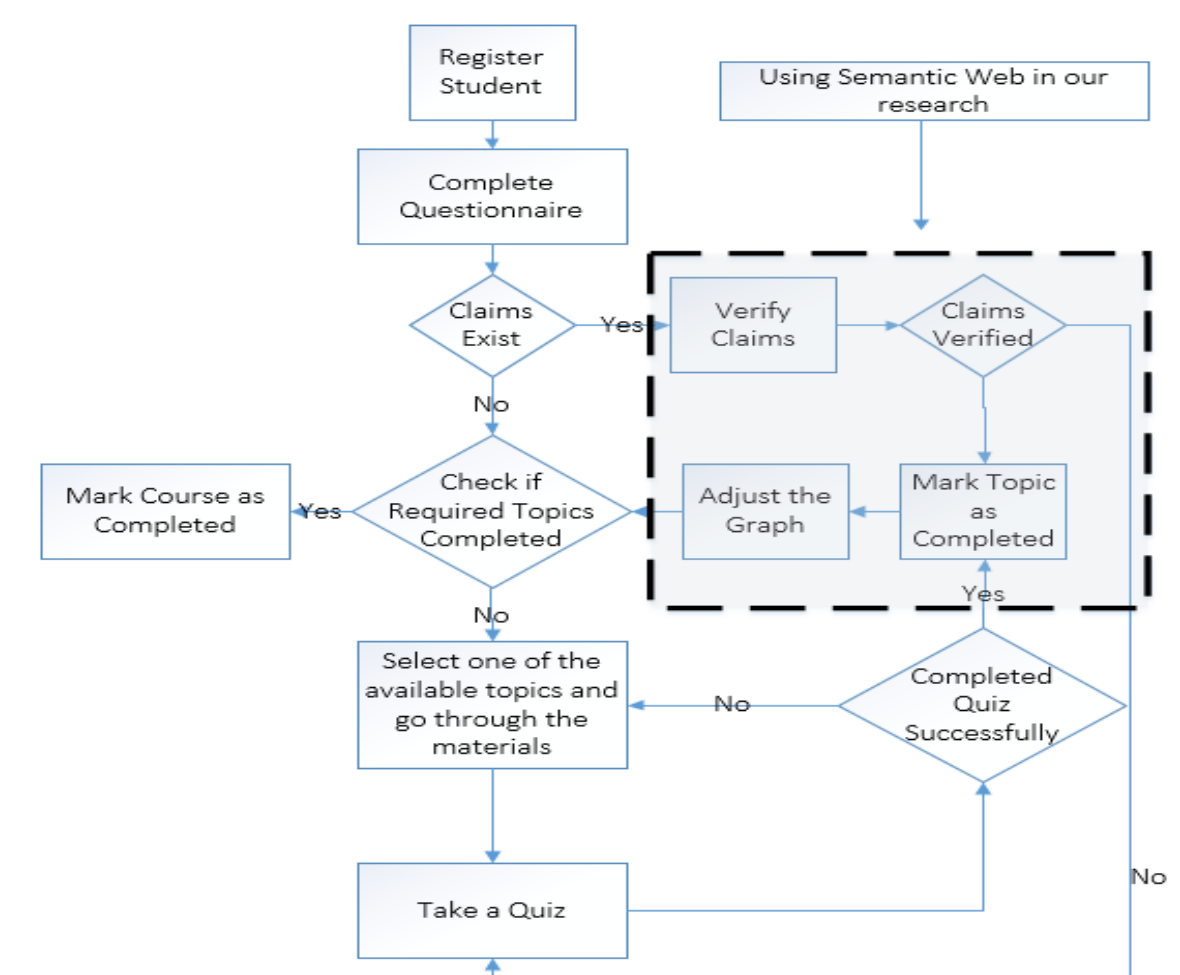 Register
Student
Using Semantic Web in our
research
Complete
Questionnaire
Claims
Exist
Yes
Verify
Claims
Claims
Verified
No
Mark Course as
Completed
Yes
Check if
Required Topics
Completed
Adjust the
Graph
Mark Topic
as
Completed
Yes
No
Select one of the
available topics and
go through the
materials
No
Completed
Quiz
Successfully
No
Take a Quiz